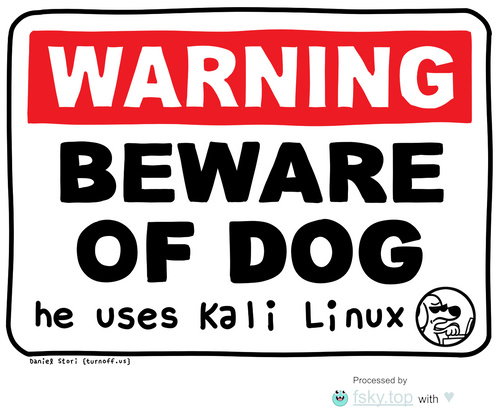 WARNING
BEWARE
OF DOG
he uses Kali Linux
Daniel Stori {turnoff.us}
Processed by
fsky.top with ♥